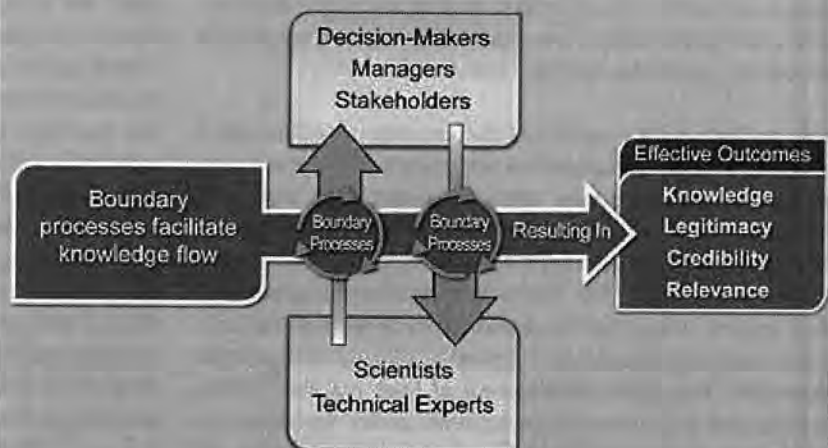 Decision-Makers
Managers
Stakeholders
Boundary
processes facilitate
knowledge flow
Boundary
Processes
Boundary
Processes
Resulting In
Effective Outcomes
Knowledge
Legitimacy
Credibility
Relevance
Scientists
Technical Experts